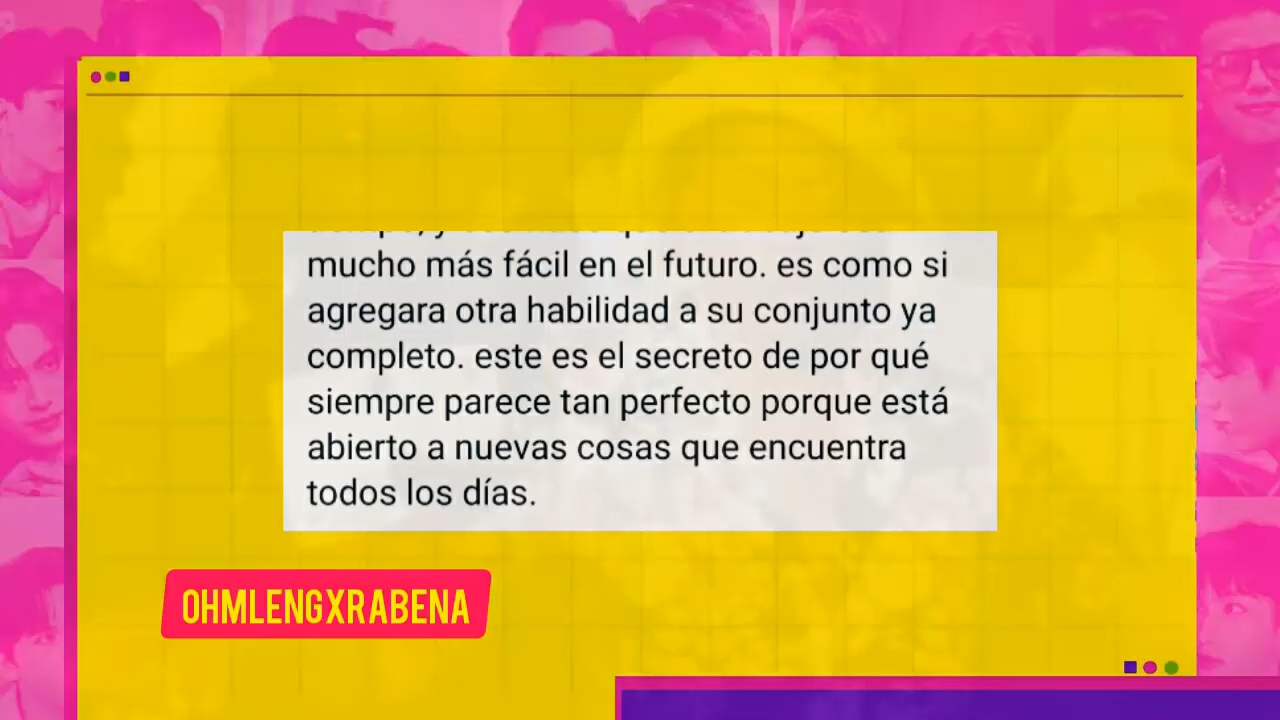 mucho más fácil en el futuro. es como si
agregara otra habilidad a su conjunto ya
completo. este es el secreto de por qué
siempre parece tan perfecto porque está
abierto a nuevas cosas que encuentra
todos los días.
OHMLENGXRABENA